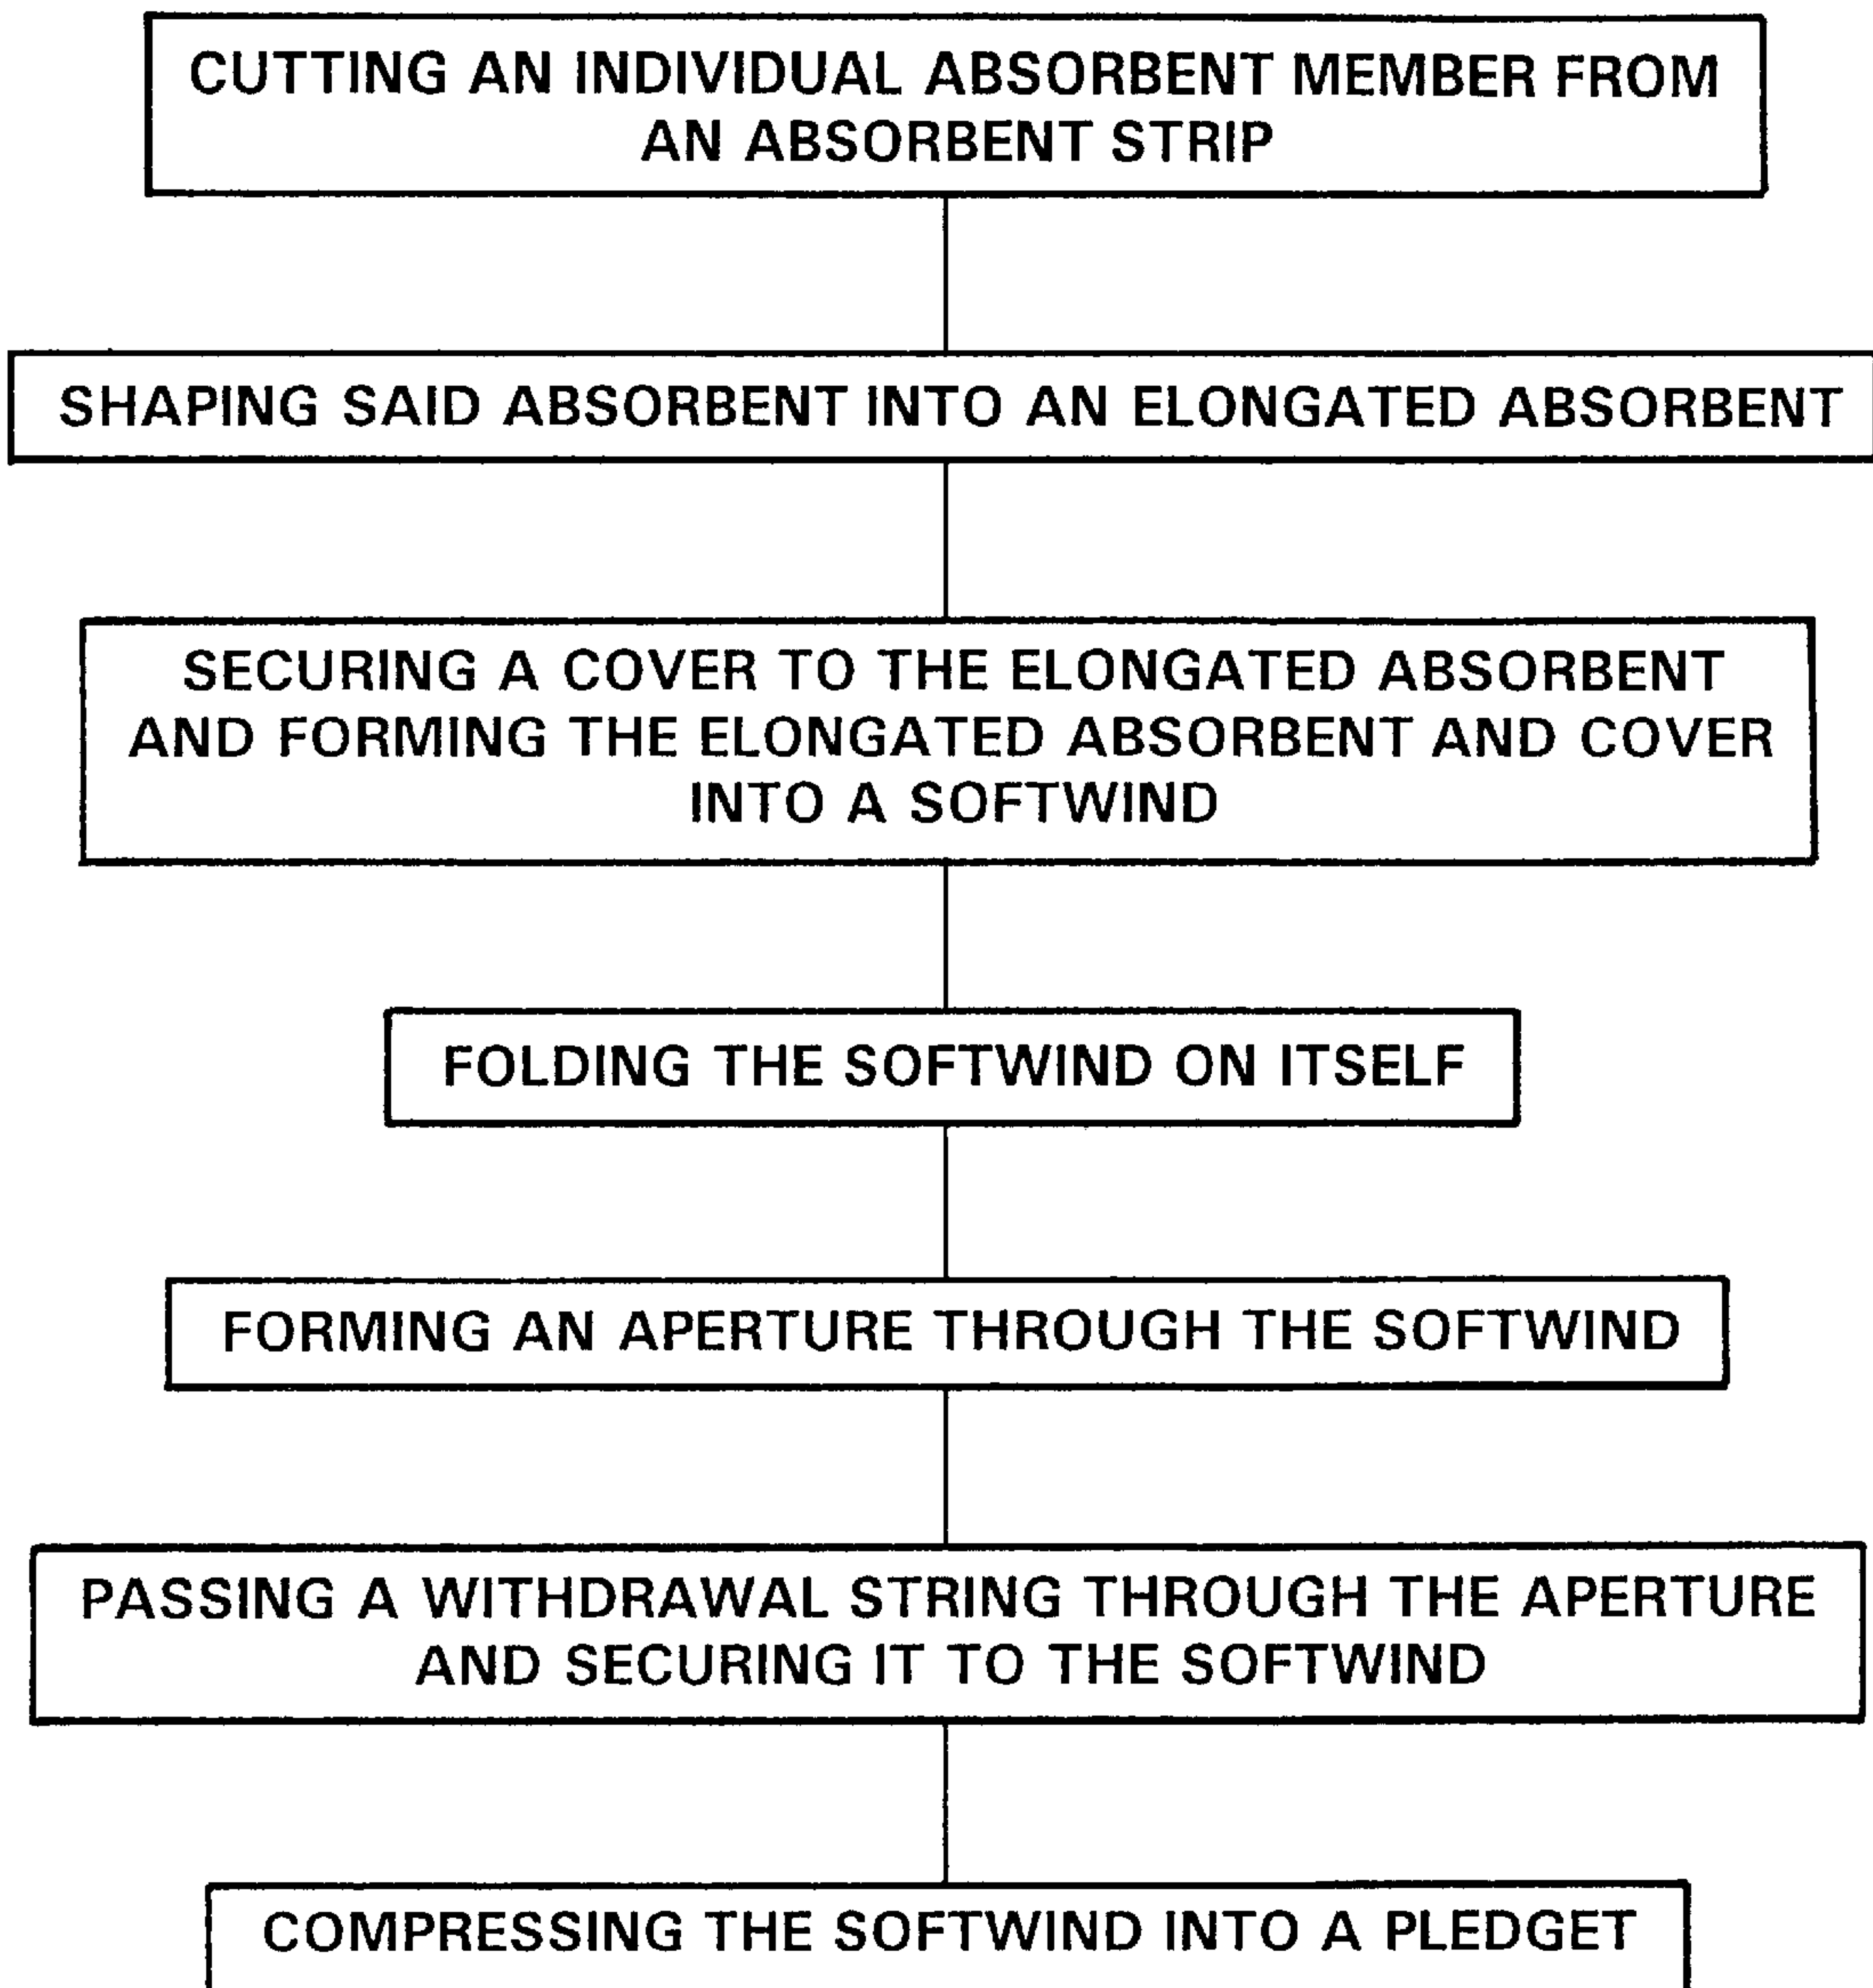 CUTTING AN INDIVIDUAL ABSORBENT MEMBER FROM
AN ABSORBENT STRIP
SHAPING SAID ABSORBENT INTO AN ELONGATED ABSORBENT
SECURING A COVER TO THE ELONGATED ABSORBENT
AND FORMING THE ELONGATED ABSORBENT AND COVER
INTO A SOFTWIND
FOLDING THE SOFTWIND ON ITSELF
FORMING AN APERTURE THROUGH THE SOFTWIND
PASSING A WITHDRAWAL STRING THROUGH THE APERTURE
AND SECURING IT TO THE SOFTWIND
COMPRESSING THE SOFTWIND INTO A PLEDGET